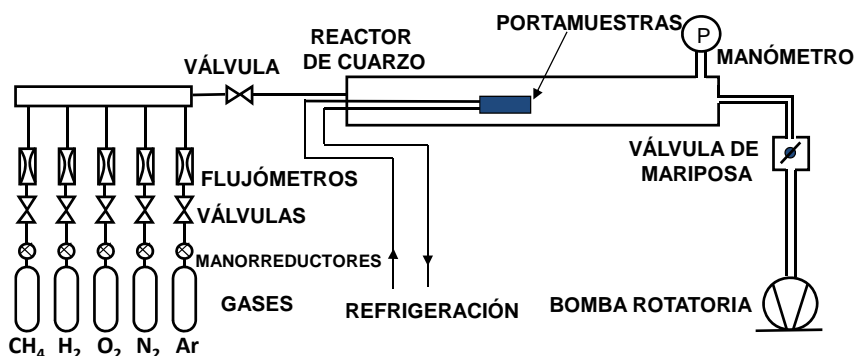 PORTAMUESTRAS
REACTOR
DE CUARZO
P
MANÓMETRO
VÁLVULA
VÁLVULA DE
MARIPOSA
FLUJÓMETROS
VÁLVULAS
MANORREDUCTORES
GASES
REFRIGERACIÓN
BOMBA ROTATORIA
CH₄ H₂ O₂ N₂ Ar